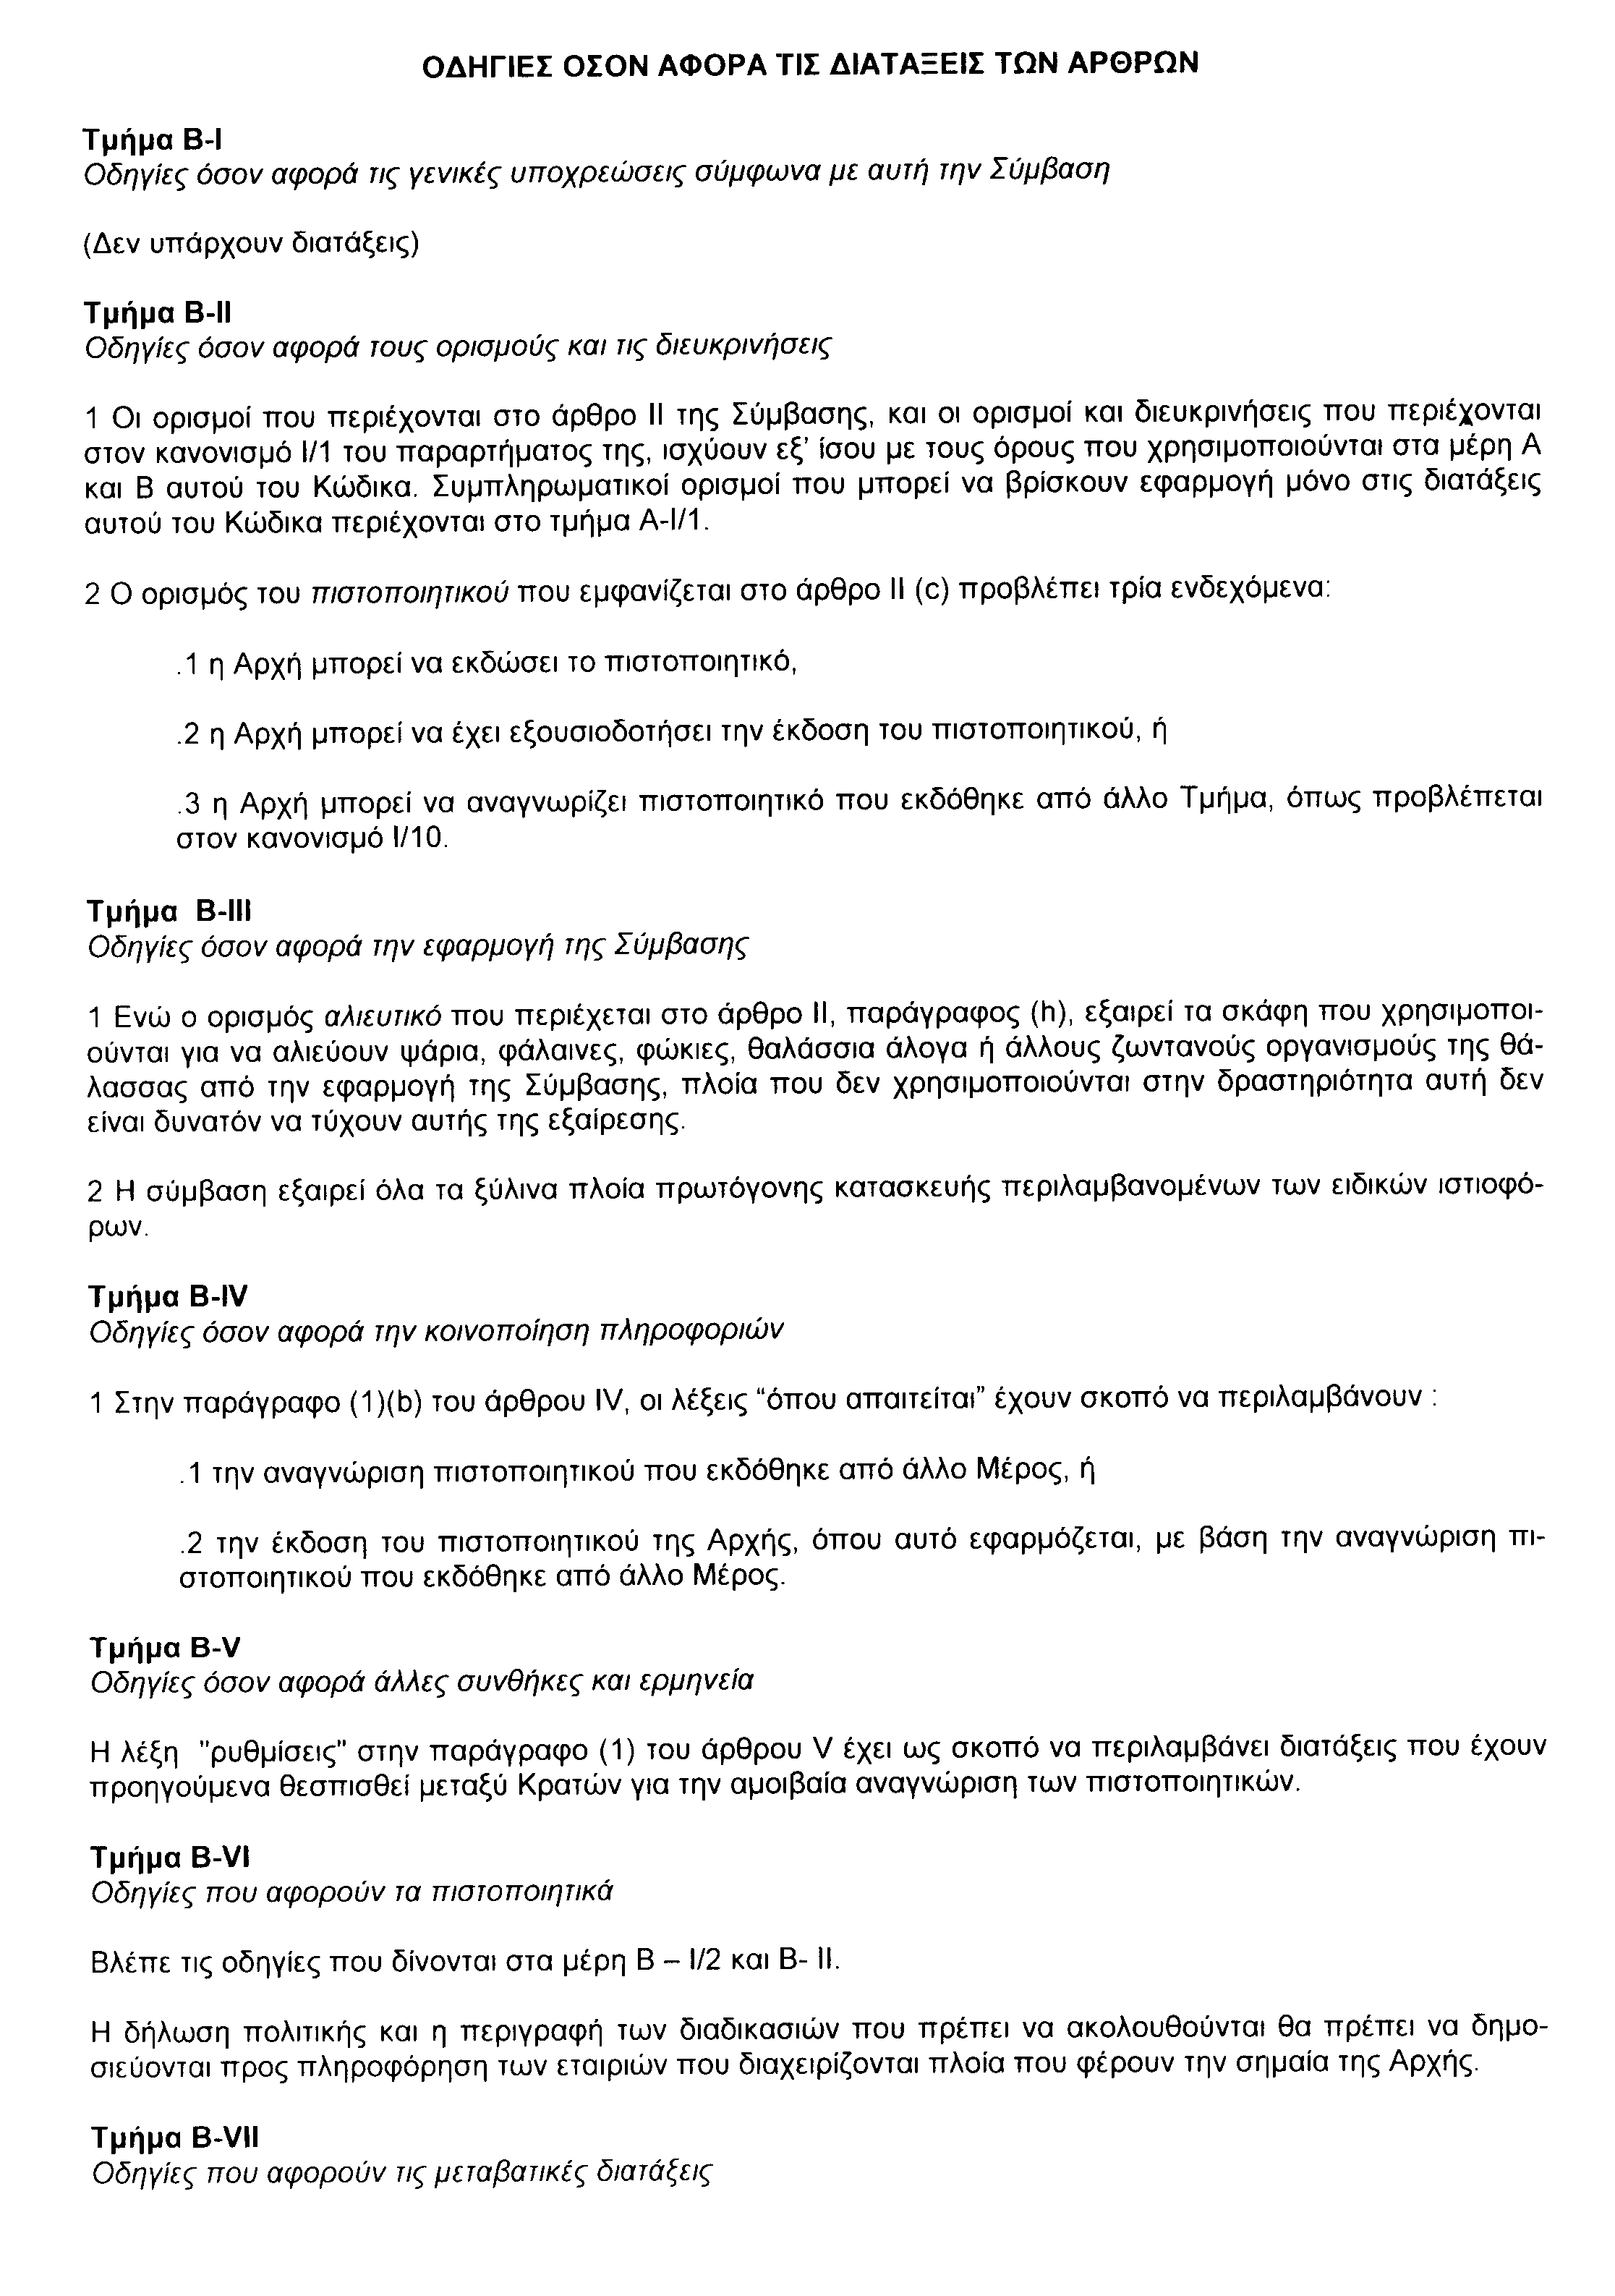 ΟΔΗΓΙΕΣ ΟΣΟΝ ΑΦΟΡΑ ΤΙΣ ΔΙΑΤΑΞΕΙΣ ΤΩΝ ΑΡΘΡΩΝ
Τμήμα Β-Ι
Οδηγίες όσον αφορά τις γενικές υποχρεώσεις σύμφωνα με αυτή την Σύμβαση
(Δεν υπάρχουν διατάξεις)
Τμήμα Β-ΙΙ
Οδηγίες όσον αφορά τους ορισμούς και τις διευκρινήσεις
1 Οι ορισμοί που περιέχονται στο άρθρο ΙΙ της Σύμβασης, και οι ορισμοί και διευκρινήσεις που περιέχονται
στον κανονισμό Ι/1 του παραρτήματος της, ισχύουν εξ’ ίσου με τους όρους που χρησιμοποιούνται στα μέρη Α
και Β αυτού του Κώδικα. Συμπληρωματικοί ορισμοί που μπορεί να βρίσκουν εφαρμογή μόνο στις διατάξεις
αυτού του Κώδικα περιέχονται στο τμήμα Α-Ι/1.
2 Ο ορισμός του πιστοποιητικού που εμφανίζεται στο άρθρο ΙΙ (c) προβλέπει τρία ενδεχόμενα:
.1 η Αρχή μπορεί να εκδώσει το πιστοποιητικό,
.2 η Αρχή μπορεί να έχει εξουσιοδοτήσει την έκδοση του πιστοποιητικού, ή
.3 η Αρχή μπορεί να αναγνωρίζει πιστοποιητικό που εκδόθηκε από άλλο Τμήμα, όπως προβλέπεται
στον κανονισμό Ι/10.
Τμήμα Β-ΙΙΙ
Οδηγίες όσον αφορά την εφαρμογή της Σύμβασης
1 Ενώ ο ορισμός αλιευτικό που περιέχεται στο άρθρο ΙΙ, παράγραφος (h), εξαιρεί τα σκάφη που χρησιμοποι-
ούνται για να αλιεύουν ψάρια, φάλαινες, φώκιες, θαλάσσια άλογα ή άλλους ζωντανούς οργανισμούς της θά-
λασσας από την εφαρμογή της Σύμβασης, πλοία που δεν χρησιμοποιούνται στην δραστηριότητα αυτή δεν
είναι δυνατόν να τύχουν αυτής της εξαίρεσης.
2 Η σύμβαση εξαιρεί όλα τα ξύλινα πλοία πρωτόγονης κατασκευής περιλαμβανομένων των ειδικών ιστιοφό-
ρων.
Τμήμα Β-IV
Οδηγίες όσον αφορά την κοινοποίηση πληροφοριών
1 Στην παράγραφο (1)(b) του άρθρου IV, οι λέξεις “όπου απαιτείται” έχουν σκοπό να περιλαμβάνουν :
.1 την αναγνώριση πιστοποιητικού που εκδόθηκε από άλλο Μέρος, ή
.2 την έκδοση του πιστοποιητικού της Αρχής, όπου αυτό εφαρμόζεται, με βάση την αναγνώριση πι-
στοποιητικού που εκδόθηκε από άλλο Μέρος.
Τμήμα Β-V
Οδηγίες όσον αφορά άλλες συνθήκες και ερμηνεία
Η λέξη "ρυθμίσεις" στην παράγραφο (1) του άρθρου V έχει ως σκοπό να περιλαμβάνει διατάξεις που έχουν
προηγούμενα θεσπισθεί μεταξύ Κρατών για την αμοιβαία αναγνώριση των πιστοποιητικών.
Τμήμα Β-VI
Οδηγίες που αφορούν τα πιστοποιητικά
Βλέπε τις οδηγίες που δίνονται στα μέρη Β – Ι/2 και Β- ΙΙ.
Η δήλωση πολιτικής και η περιγραφή των διαδικασιών που πρέπει να ακολουθούνται θα πρέπει να δημο-
σιεύονται προς πληροφόρηση των εταιριών που διαχειρίζονται πλοία που φέρουν την σημαία της Αρχής.
Τμήμα Β-VII
Οδηγίες που αφορούν τις μεταβατικές διατάξεις